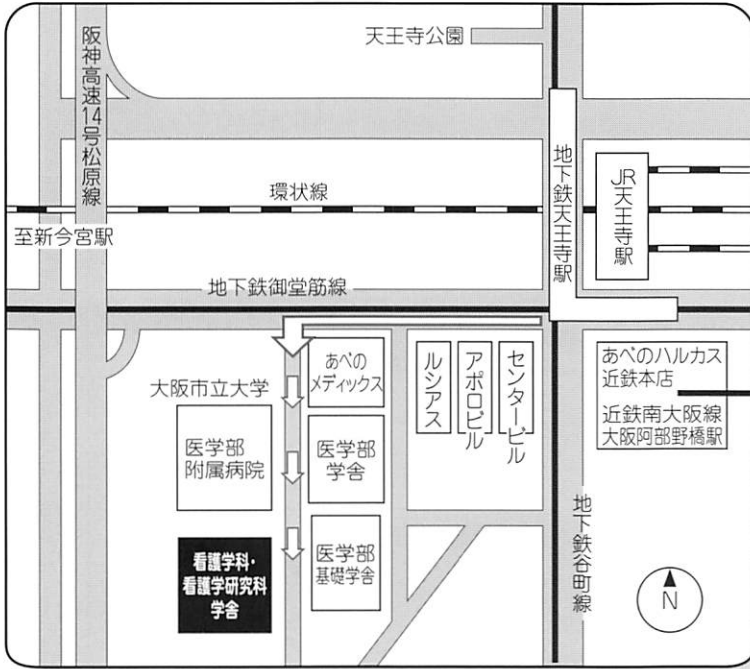 天王寺公園
阪神高速14号松原線
地下鉄天王寺駅
JR天王寺駅
環状線
至新今宮駅
地下鉄御堂筋線
あべの
メディックス
ルシアス
アポロビル
センタービル
あべのハルカス
近鉄本店
近鉄南大阪線
大阪阿部野橋駅
大阪市立大学
医学部
附属病院
医学部
学舎
看護学科・
看護学研究科
学舎
医学部
基礎学舎
地下鉄谷町線
N